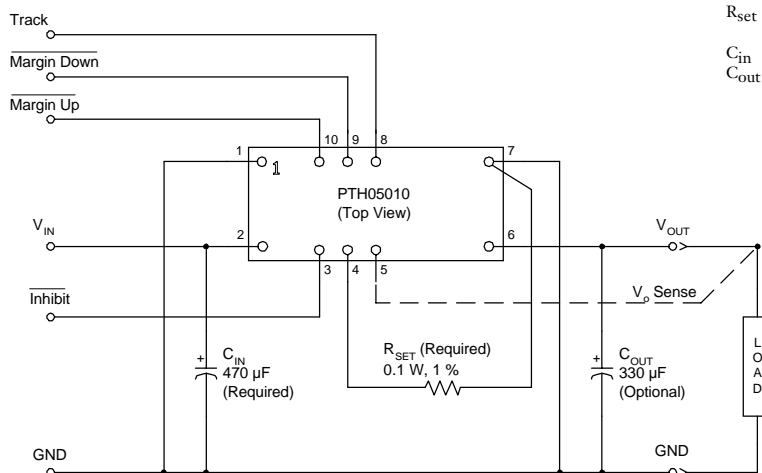 Track
R_set
Margin Down
C_in
C_out
Margin Up
10 9 8
1 1 7
PTH05010
(Top View)
V_IN
2 6
V_OUT
3 4 5
Inhibit
V_o Sense
C_IN
470 µF
(Required)
+
R_SET (Required)
0.1 W, 1 %
+
C_OUT
330 µF
(Optional)
L
O
A
D
GND
GND